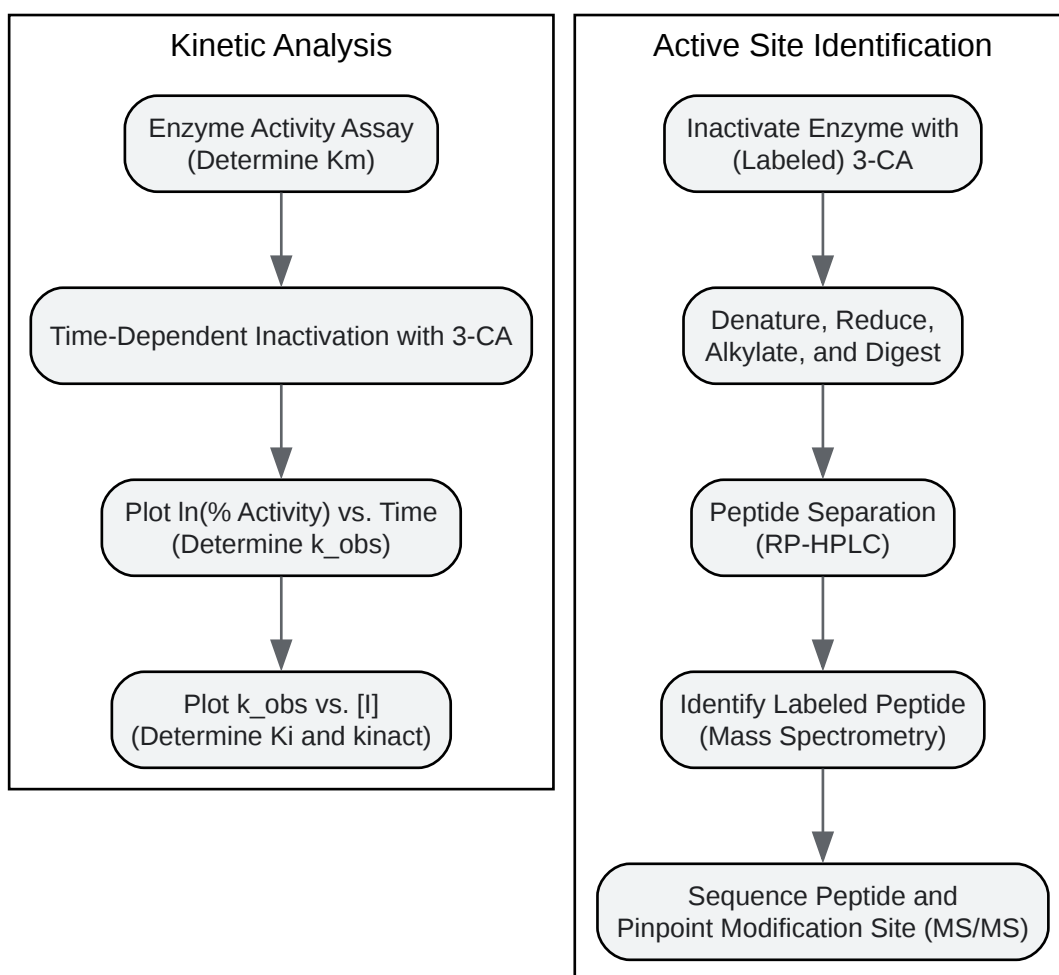 Kinetic Analysis
Enzyme Activity Assay
(Determine Km)
Time-Dependent Inactivation with 3-CA
Plot ln(% Activity) vs. Time
(Determine k_obs)
Plot k_obs vs. [I]
(Determine Ki and kinact)
Active Site Identification
Inactivate Enzyme with
(Labeled) 3-CA
Denature, Reduce,
Alkylate, and Digest
Peptide Separation
(RP-HPLC)
Identify Labeled Peptide
(Mass Spectrometry)
Sequence Peptide and
Pinpoint Modification Site (MS/MS)